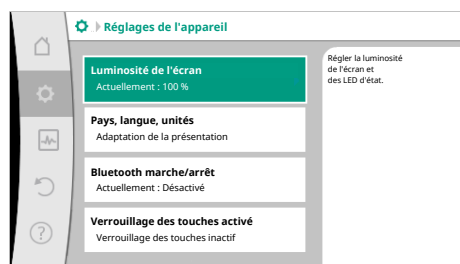 Réglages de l'appareil
Luminosité de l'écran
Actuellement : 100 %
Pays, langue, unités
Adaptation de la présentation
Bluetooth marche/arrêt
Actuellement : Désactivé
Verrouillage des touches activé
Verrouillage des touches inactif
Régler la luminosité
de l'écran et
des LED d'état.